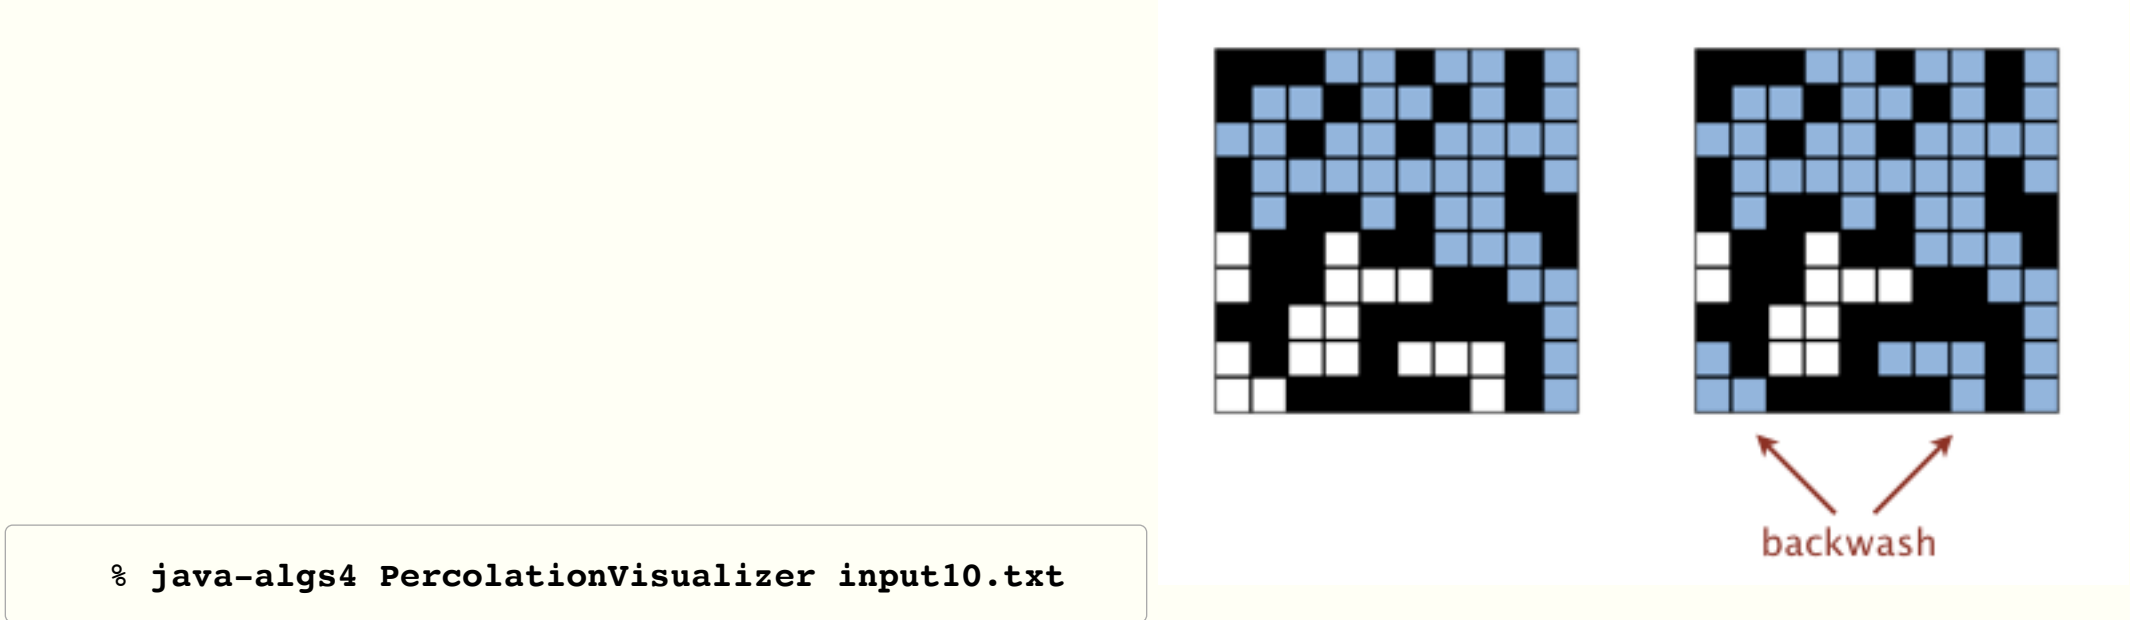 backwash
% java-algs4 PercolationVisualizer input10.txt